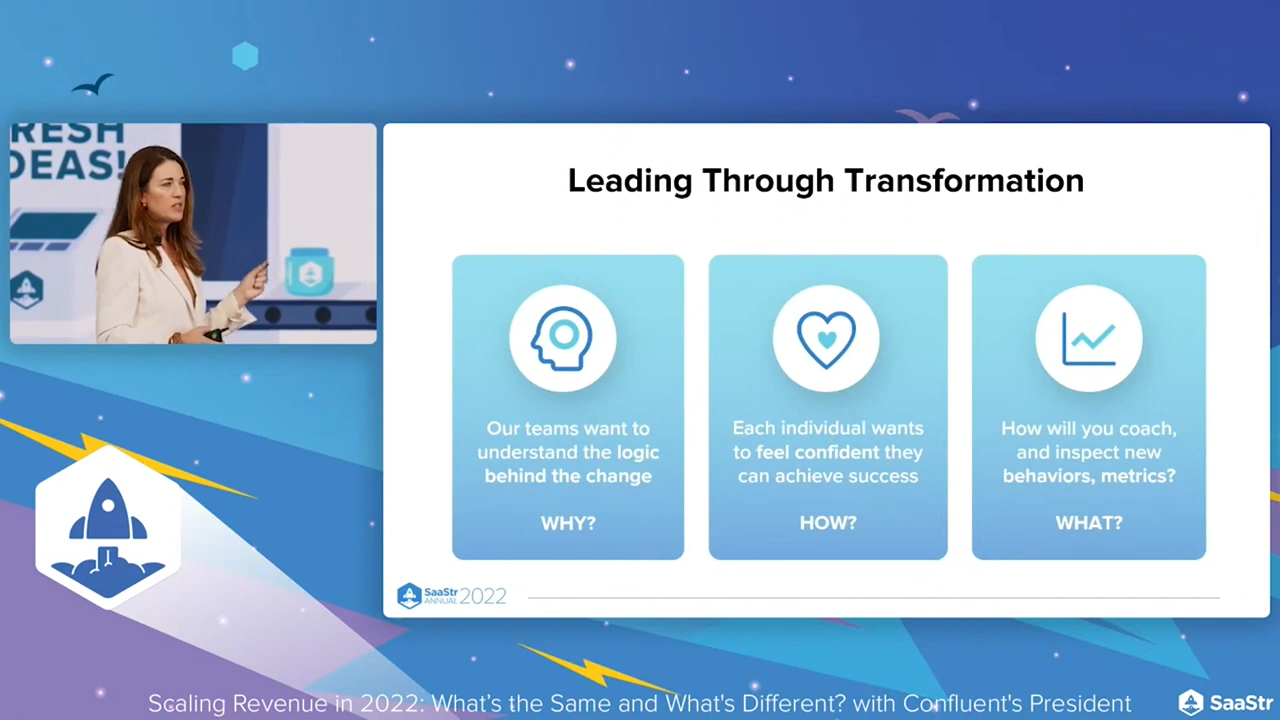 RESH
DEAS!
Leading Through Transformation
Our teams want to
understand the logic
behind the change
WHY?
Each individual wants
to feel confident they
can achieve success
HOW?
How will you coach,
and inspect new
behaviors, metrics?
WHAT?
SaaStr
ANNUAL 2022
Scaling Revenue in 2022: What's the Same and What's Different? with Confluent's President
SaaStr